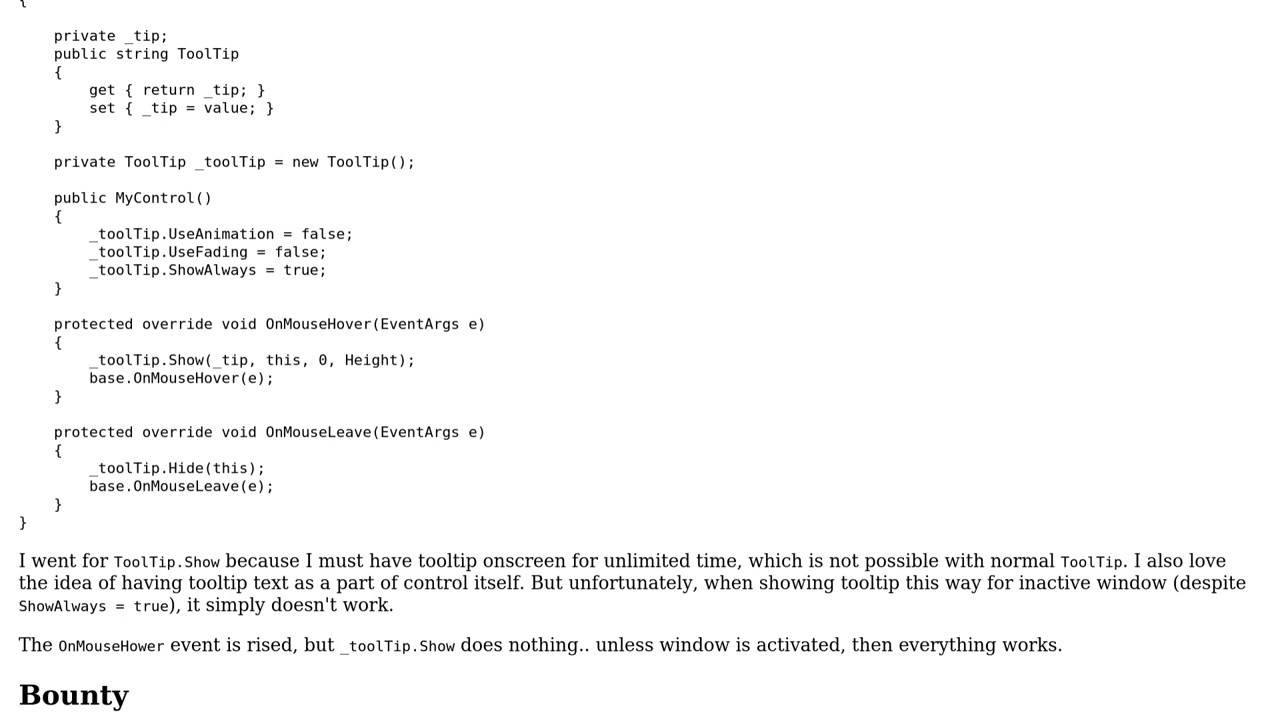 {
    private _tip;
    public string ToolTip
    {
        get { return _tip; }
        set { _tip = value; }
    }
    private ToolTip _toolTip = new ToolTip();
    public MyControl()
    {
        _toolTip.UseAnimation = false;
        _toolTip.UseFading = false;
        _toolTip.ShowAlways = true;
    }
    protected override void OnMouseHover(EventArgs e)
    {
        _toolTip.Show(_tip, this, 0, Height);
        base.OnMouseHover(e);
    }
    protected override void OnMouseLeave(EventArgs e)
    {
        _toolTip.Hide(this);
        base.OnMouseLeave(e);
    }
}
I went for ToolTip.Show because I must have tooltip onscreen for unlimited time, which is not possible with normal ToolTip. I also love
the idea of having tooltip text as a part of control itself. But unfortunately, when showing tooltip this way for inactive window (despite
ShowAlways = true), it simply doesn't work.
The OnMouseHower event is rised, but _toolTip.Show does nothing.. unless window is activated, then everything works.
Bounty